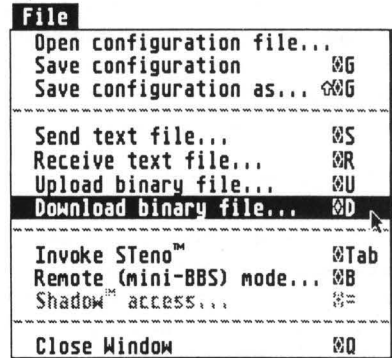 File
Open configuration file...
Save configuration ◊G
Save configuration as... ⇧◊G
Send text file... ◊S
Receive text file... ◊R
Upload binary file... ◊U
Download binary file... ◊D
Invoke STeno™ ◊Tab
Remote (mini-BBS) mode... ◊B
Shadow™ access... ◊=
Close Window ◊Q